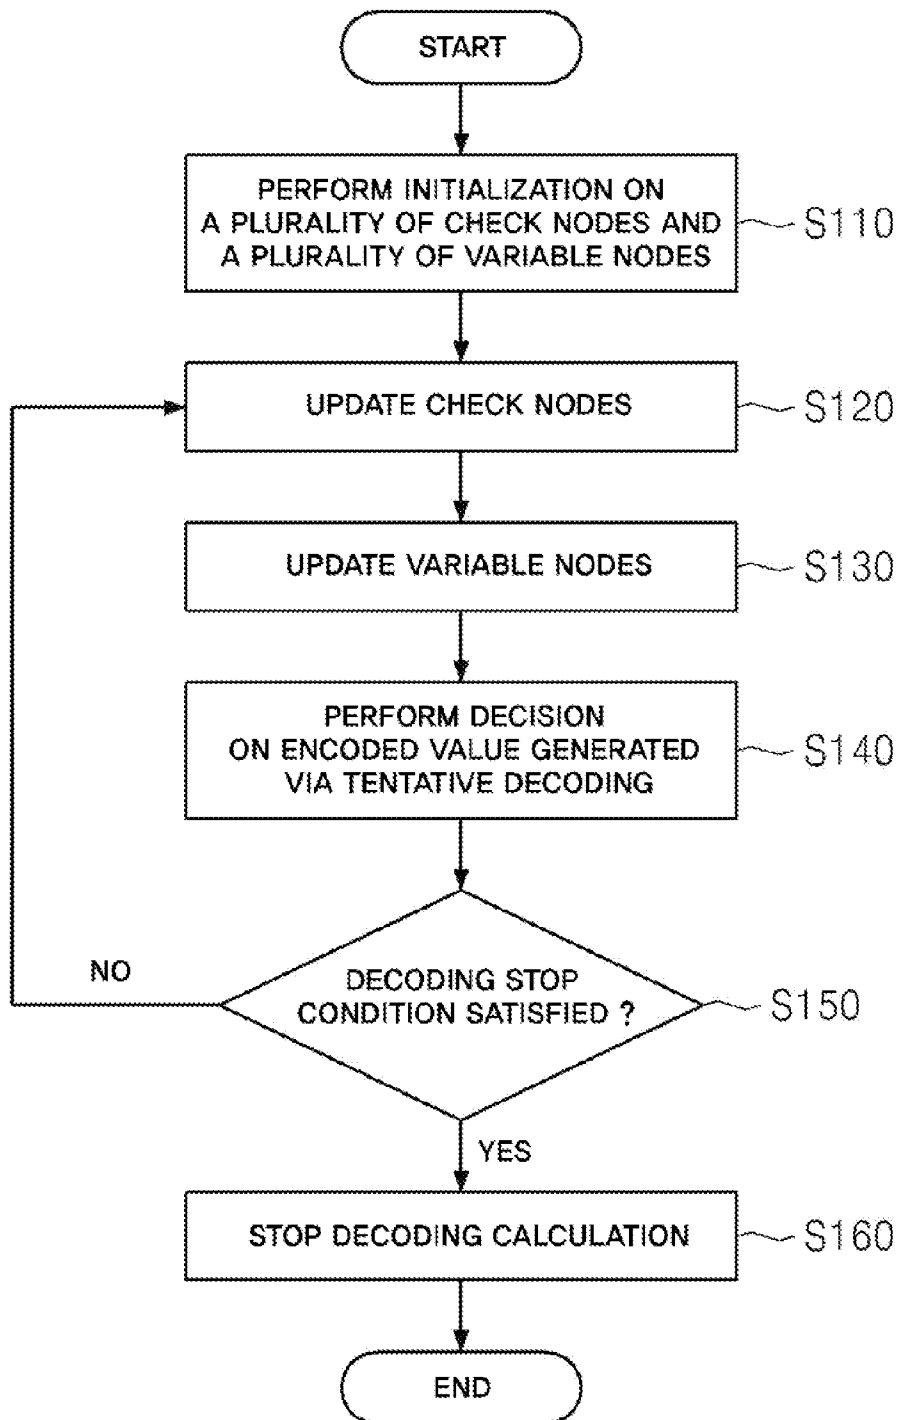 START
PERFORM INITIALIZATION ON
A PLURALITY OF CHECK NODES AND
A PLURALITY OF VARIABLE NODES
S110
UPDATE CHECK NODES
S120
UPDATE VARIABLE NODES
S130
PERFORM DECISION
ON ENCODED VALUE GENERATED
VIA TENTATIVE DECODING
S140
NO
DECODING STOP
CONDITION SATISFIED ?
S150
YES
STOP DECODING CALCULATION
S160
END